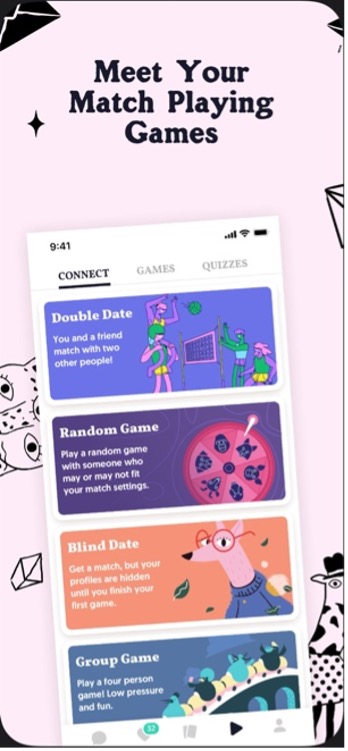 Meet Your
Match Playing
Games
9:41
CONNECT GAMES QUIZZES
Double Date
You and a friend
match with two
other people!
Random Game
Play a random game
with someone who
may or may not fit
your match settings.
Blind Date
Get a match, but your
profiles are hidden
until you finish your
first game.
Group Game
Play a four person
game! Low pressure
and fun.
32